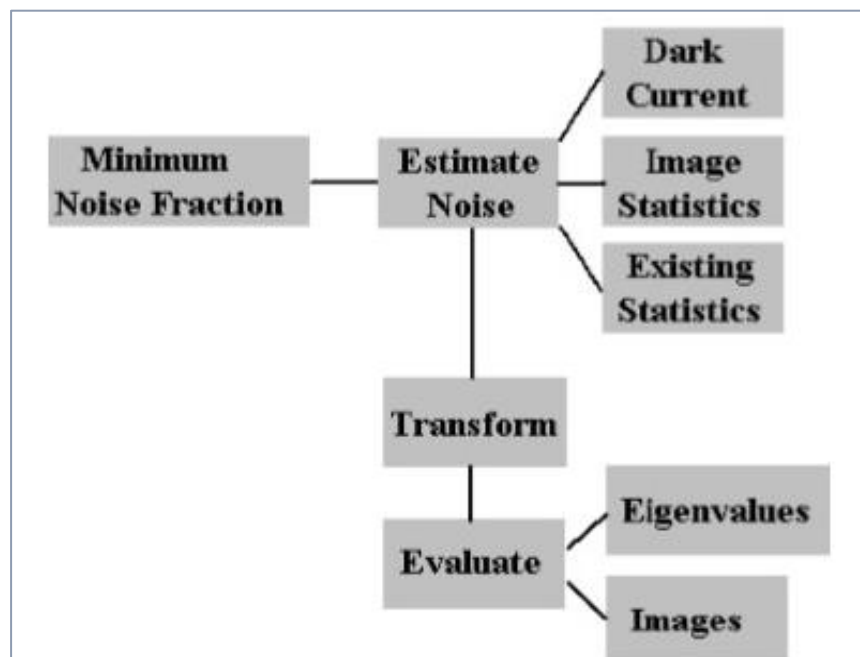 Dark
Current
Minimum
Noise Fraction
Estimate
Noise
Image
Statistics
Existing
Statistics
Transform
Evaluate
Eigenvalues
Images